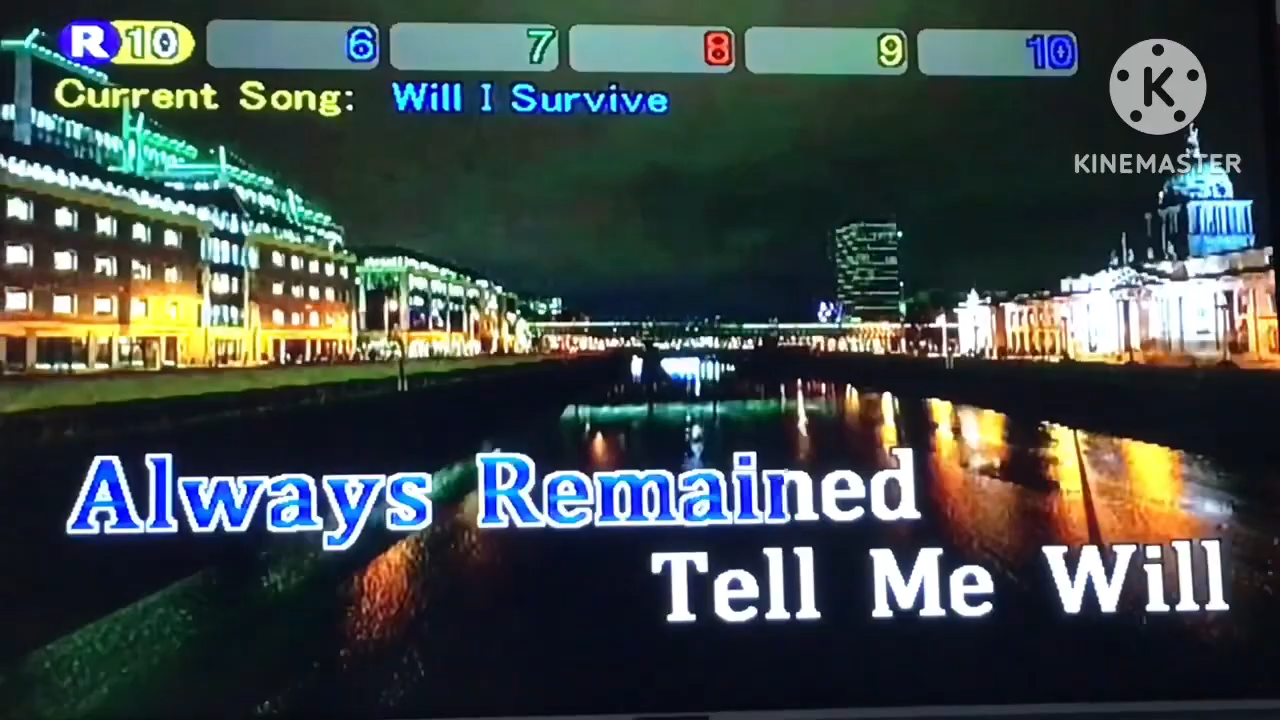 R 10 6 7 8 9 10
Current Song: Will I Survive
K
KINEMASTER
Always Remained
Tell Me Will